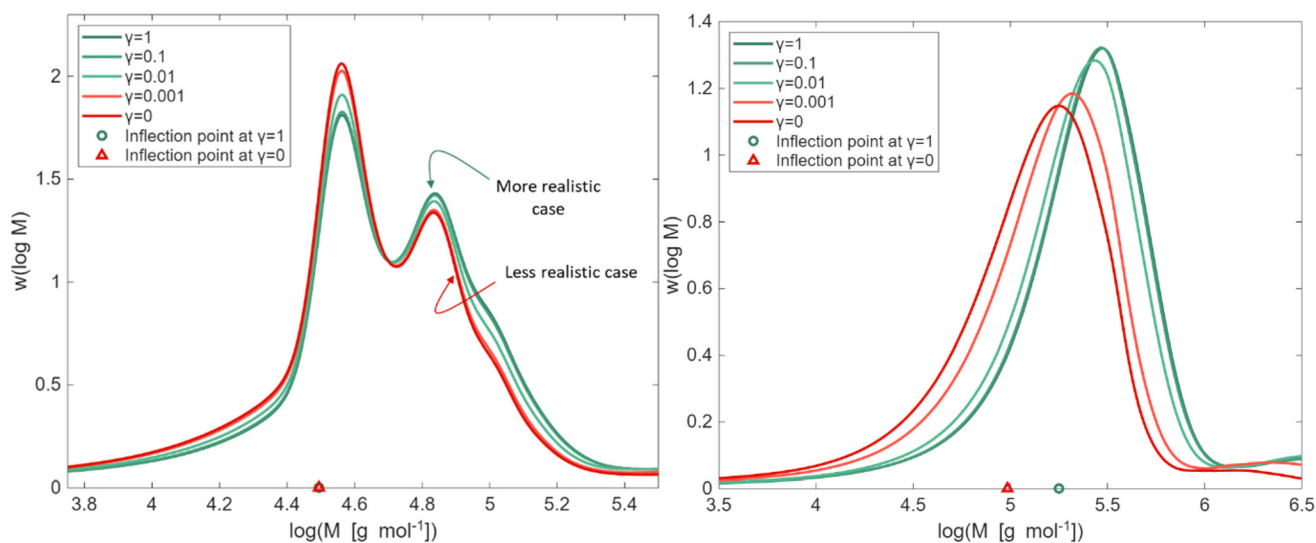 γ=1
γ=0.1
γ=0.01
γ=0.001
γ=0
Inflection point at γ=1
Inflection point at γ=0
More realistic
case
Less realistic case
w(log M)
2
1.5
1
0.5
0
3.8
4
4.2
4.4
4.6
4.8
5
5.2
5.4
log(M [g mol⁻¹])
γ=1
γ=0.1
γ=0.01
γ=0.001
γ=0
Inflection point at γ=1
Inflection point at γ=0
w(log M)
1.4
1.2
1
0.8
0.6
0.4
0.2
0
3.5
4
4.5
5
5.5
6
6.5
log(M [g mol⁻¹])